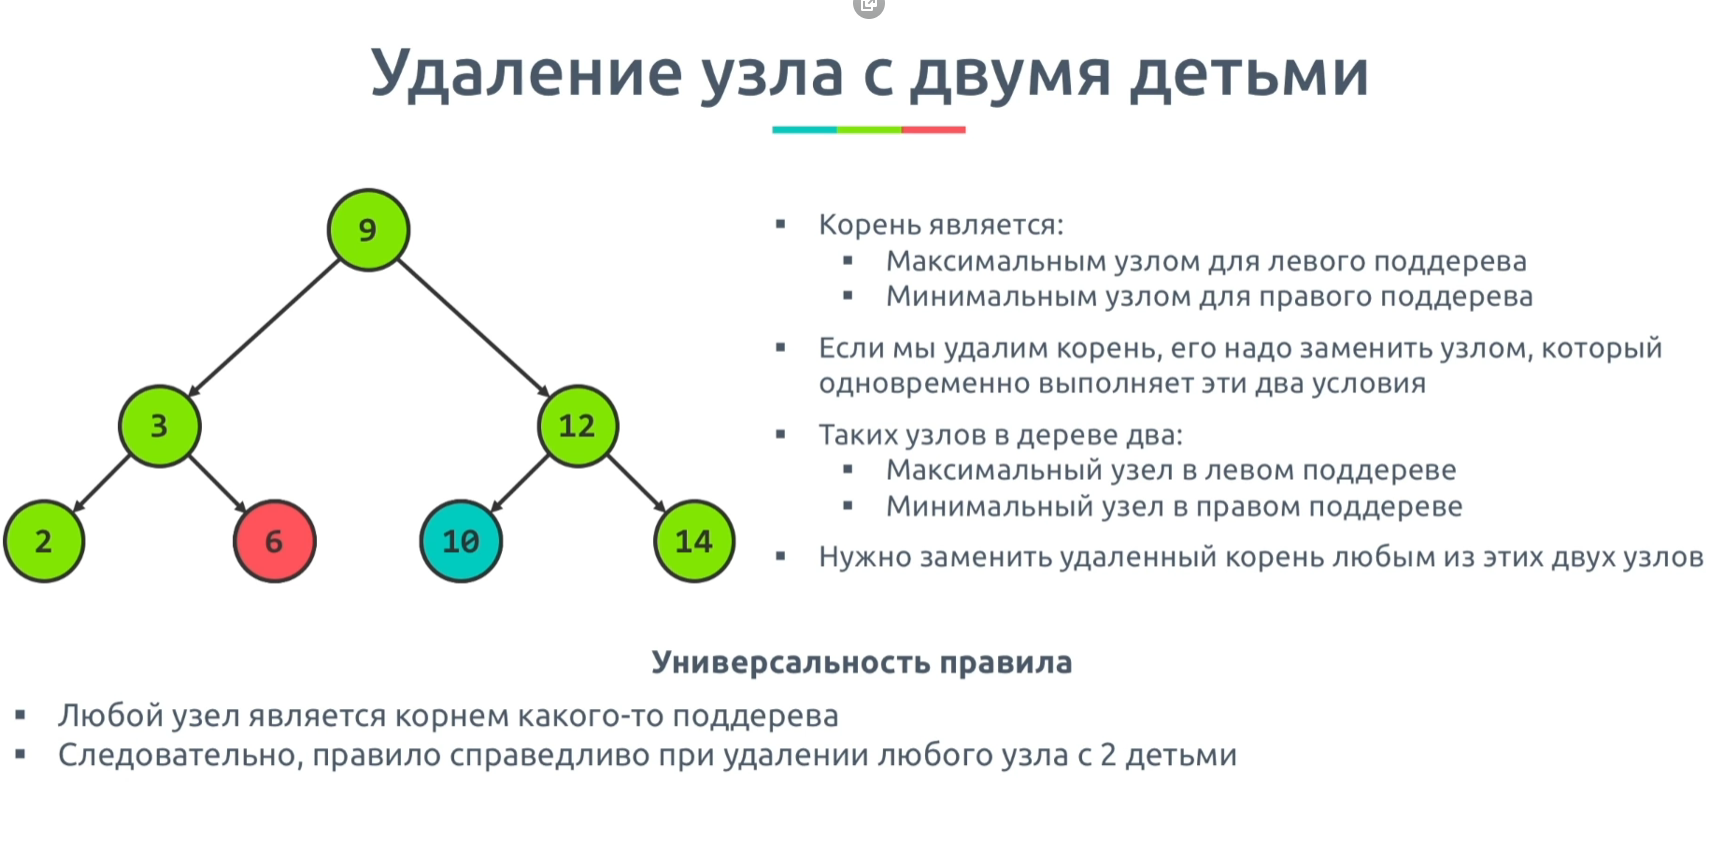 Удаление узла с двумя детьми
9
3
12
2
6
10
14
▪ Корень является:
▪ Максимальным узлом для левого поддерева
▪ Минимальным узлом для правого поддерева
▪ Если мы удалим корень, его надо заменить узлом, который
одновременно выполняет эти два условия
▪ Таких узлов в дереве два:
▪ Максимальный узел в левом поддереве
▪ Минимальный узел в правом поддереве
▪ Нужно заменить удаленный корень любым из этих двух узлов
Универсальность правила
▪ Любой узел является корнем какого-то поддерева
▪ Следовательно, правило справедливо при удалении любого узла с 2 детьми